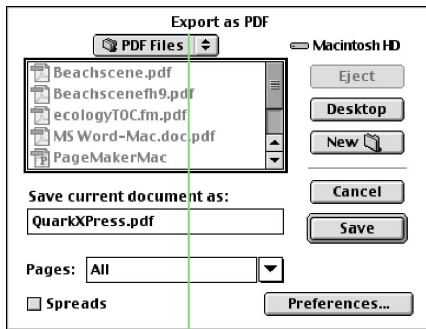 Export as PDF
PDF Files
Macintosh HD
Beachscene.pdf
Beachscenefh9.pdf
ecologyTOC.fm.pdf
MS Word-Mac.doc.pdf
PageMakerMac
Eject
Desktop
New
Save current document as:
QuarkXPress.pdf
Cancel
Save
Pages: All
Spreads
Preferences...